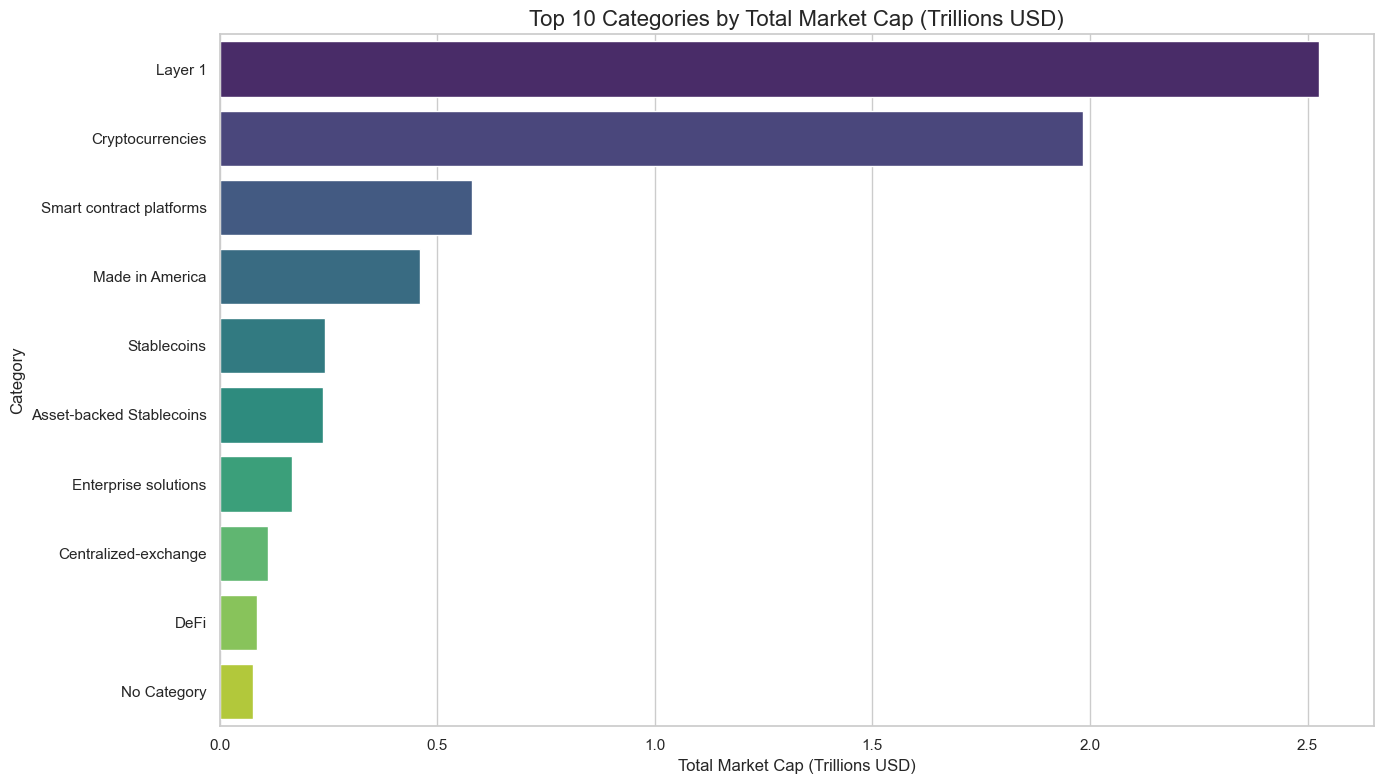 Top 10 Categories by Total Market Cap (Trillions USD)
Layer 1
Cryptocurrencies
Smart contract platforms
Made in America
Stablecoins
Asset-backed Stablecoins
Enterprise solutions
Centralized-exchange
DeFi
No Category
Category
0.0 0.5 1.0 1.5 2.0 2.5
Total Market Cap (Trillions USD)